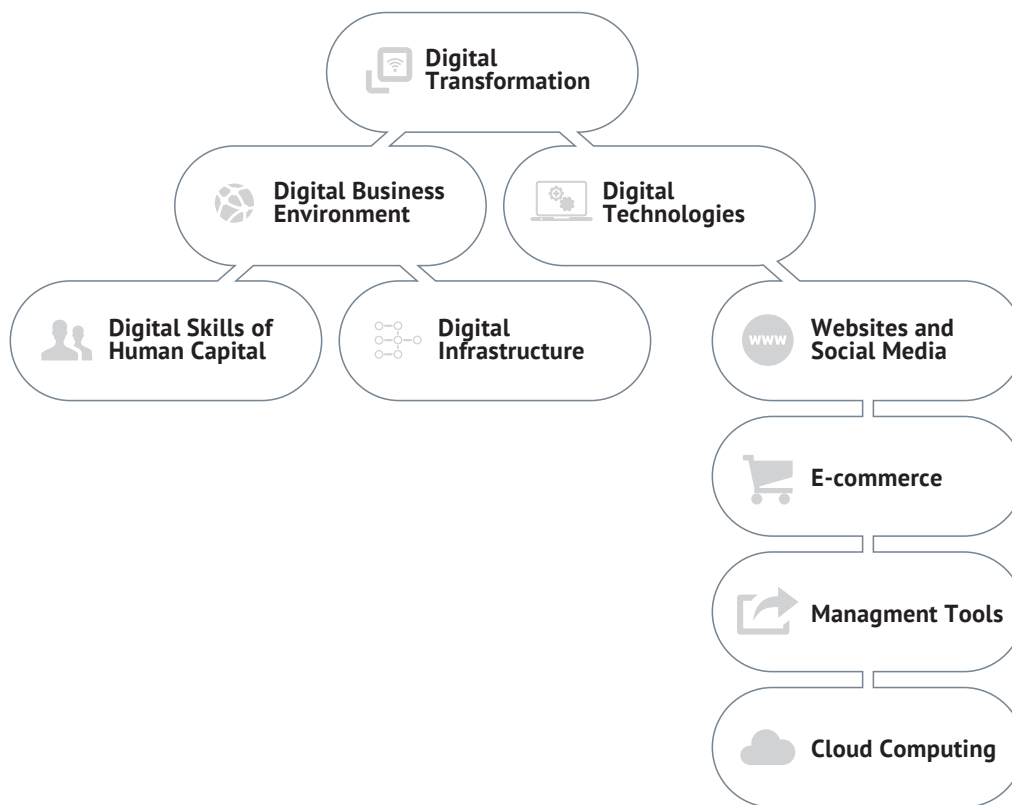 Digital
Transformation
Digital Business
Environment
Digital
Technologies
Digital Skills of
Human Capital
Digital
Infrastructure
www
Websites and
Social Media
E-commerce
Managment Tools
Cloud Computing